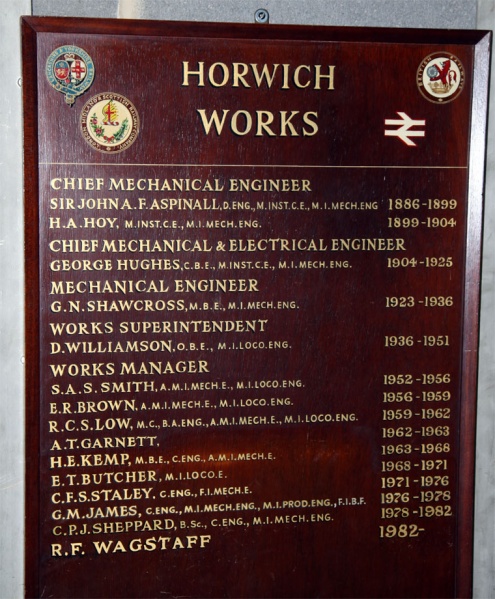 HORWICH
WORKS
CHIEF MECHANICAL ENGINEER
SIR JOHN A.F. ASPINALL, D.ENG., M.INST.C.E., M.I.MECH.ENG 1886-1899
H.A. HOY, M.INST.C.E., M.I.MECH.ENG. 1899-1904
CHIEF MECHANICAL & ELECTRICAL ENGINEER
GEORGE HUGHES, C.B.E., M.INST.C.E., M.I.MECH.ENG. 1904-1925
MECHANICAL ENGINEER
G.N. SHAWCROSS, M.B.E., M.I.MECH.ENG. 1923-1936
WORKS SUPERINTENDENT
D. WILLIAMSON, O.B.E., M.I.LOCO.ENG. 1936-1951
WORKS MANAGER
S.A.S. SMITH, A.M.I.MECH.E., M.I.LOCO.ENG. 1952-1956
E.R. BROWN, A.M.I.MECH.E., M.I.LOCO.ENG. 1956-1959
R.C.S. LOW, M.C., B.A.ENG., A.M.I.MECH.E., M.I.LOCO.ENG. 1959-1962
A.T. GARNETT, 1962-1963
H.E. KEMP, M.B.E., C.ENG., A.M.I.MECH.E. 1963-1968
E.T. BUTCHER, M.I.LOCO.E. 1968-1971
C.F.S. STALEY, C.ENG., F.I.MECH.E. 1971-1976
G.M. JAMES, C.ENG., M.I.MECH.ENG., M.I.PROD.ENG., F.I.B.F. 1976-1978
C.P.J. SHEPPARD, B.Sc., C.ENG., M.I.MECH.ENG. 1978-1982
R.F. WAGSTAFF 1982-